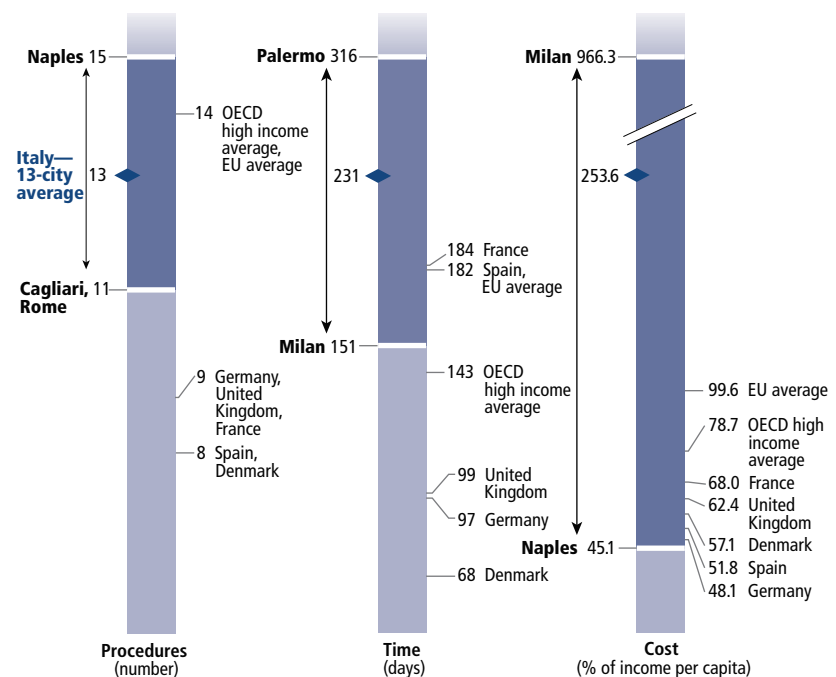 Naples 15
14 OECD
high income
average,
EU average
Italy—
13-city
average
13
Cagliari, 11
Rome
9 Germany,
United
Kingdom,
France
8 Spain,
Denmark
Procedures
(number)
Palermo 316
231
184 France
182 Spain,
EU average
Milan 151
143 OECD
high income
average
99 United
Kingdom
97 Germany
68 Denmark
Time
(days)
Milan 966.3
253.6
99.6 EU average
78.7 OECD high
income
average
68.0 France
62.4 United
Kingdom
57.1 Denmark
51.8 Spain
48.1 Germany
Naples 45.1
Cost
(% of income per capita)